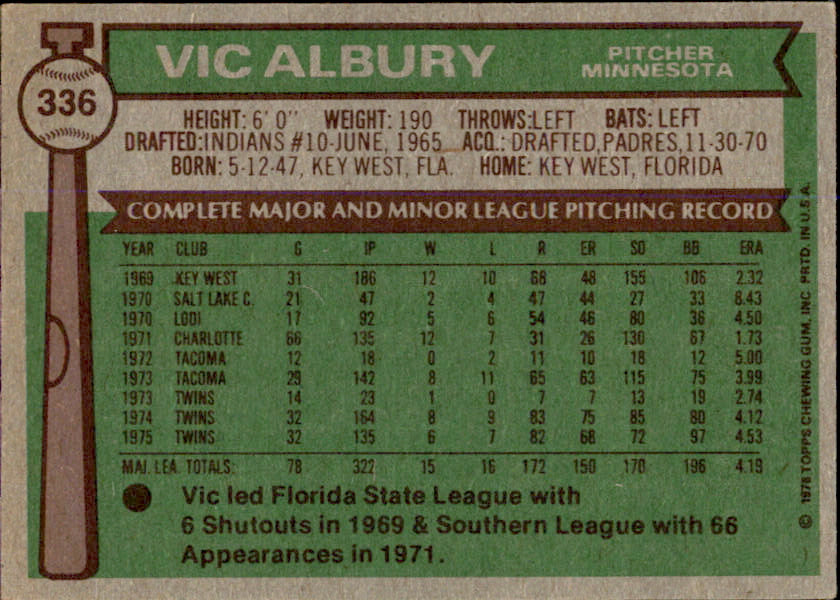 VIC ALBURY
PITCHER
MINNESOTA
336
HEIGHT: 6' 0" WEIGHT: 190 THROWS: LEFT BATS: LEFT
DRAFTED: INDIANS #10-JUNE, 1965 ACQ.: DRAFTED, PADRES, 11-30-70
BORN: 5-12-47, KEY WEST, FLA. HOME: KEY WEST, FLORIDA
COMPLETE MAJOR AND MINOR LEAGUE PITCHING RECORD
YEAR CLUB G IP W L R ER SO BB ERA
1969 KEY WEST 31 186 12 10 68 48 155 106 2.32
1970 SALT LAKE C. 21 47 2 4 47 44 27 33 8.43
1970 LODI 17 92 5 6 54 46 80 36 4.50
1971 CHARLOTTE 66 135 12 7 31 26 130 67 1.73
1972 TACOMA 12 18 0 2 11 10 18 12 5.00
1973 TACOMA 29 142 8 11 65 63 115 75 3.99
1973 TWINS 14 23 1 0 7 7 13 19 2.74
1974 TWINS 32 164 8 9 83 75 85 80 4.12
1975 TWINS 32 135 6 7 82 68 72 97 4.53
MAJ. LEA. TOTALS: 78 322 15 16 172 150 170 196 4.19
Vic led Florida State League with
6 Shutouts in 1969 & Southern League with 66
Appearances in 1971.
© 1976 TOPPS CHEWING GUM, INC. PRTD. IN U.S.A.